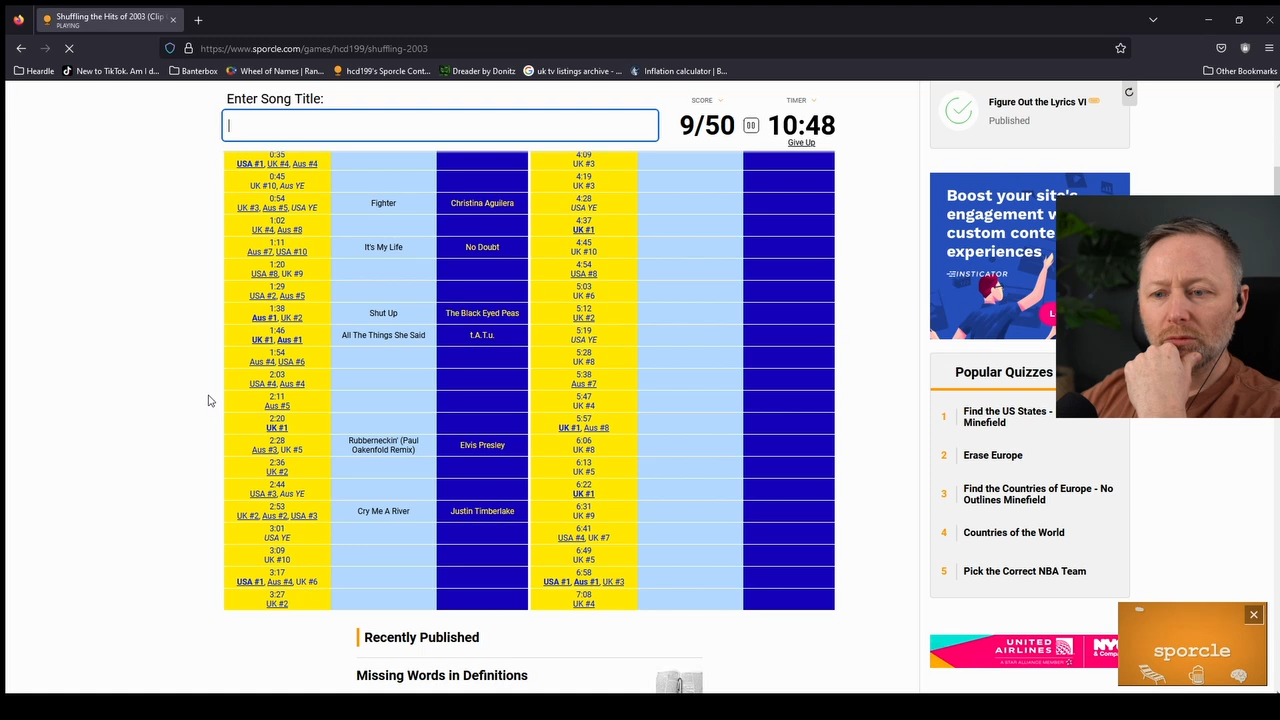 Shuffling the Hits of 2003 (Clip
PLAYING
https://www.sporcle.com/games/hcd199/shuffling-2003
Heardle
New to TikTok. Am I d...
Banterbox
Wheel of Names | Ran...
hcd199's Sporcle Cont...
Dreader by Donitz
uk tv listings archive - ...
Inflation calculator | B...
Other Bookmarks
Enter Song Title:
SCORE
9/50
TIMER
10:48
Give Up
0:35
USA #1, UK #4, Aus #4
0:45
UK #10, Aus YE
0:54
UK #3, Aus #5, USA YE
Fighter
Christina Aguilera
1:02
UK #4, Aus #8
1:11
Aus #7, USA #10
It's My Life
No Doubt
1:20
USA #8, UK #9
1:29
USA #2, Aus #5
1:38
Aus #1, UK #2
Shut Up
The Black Eyed Peas
1:46
UK #1, Aus #1
All The Things She Said
t.A.T.u.
1:54
Aus #4, USA #6
2:03
USA #4, Aus #4
2:11
Aus #5
2:20
UK #1
2:28
Aus #3, UK #5
Rubberneckin' (Paul
Oakenfold Remix)
Elvis Presley
2:36
UK #2
2:44
USA #3, Aus YE
2:53
UK #2, Aus #2, USA #3
Cry Me A River
Justin Timberlake
3:01
USA YE
3:09
UK #10
3:17
USA #1, Aus #4, UK #6
3:27
UK #2
4:09
UK #3
4:19
UK #3
4:28
USA YE
4:37
UK #1
4:45
UK #10
4:54
USA #8
5:03
UK #6
5:12
UK #2
5:19
USA YE
5:28
UK #8
5:38
Aus #7
5:47
UK #4
5:57
UK #1, Aus #8
6:06
UK #8
6:13
UK #5
6:22
UK #1
6:31
UK #9
6:41
USA #4, UK #7
6:49
UK #5
6:58
USA #1, Aus #1, UK #3
7:08
UK #4
Recently Published
Missing Words in Definitions
Figure Out the Lyrics VI
Published
Boost your site's
engagement
custom conte
experiences
INSTICATOR
L
Popular Quizzes
1 Find the US States -
Minefield
2 Erase Europe
3 Find the Countries of Europe - No
Outlines Minefield
4 Countries of the World
5 Pick the Correct NBA Team
UNITED
AIRLINES
A STAR ALLIANCE MEMBER
NYC
& Comp
sporcle